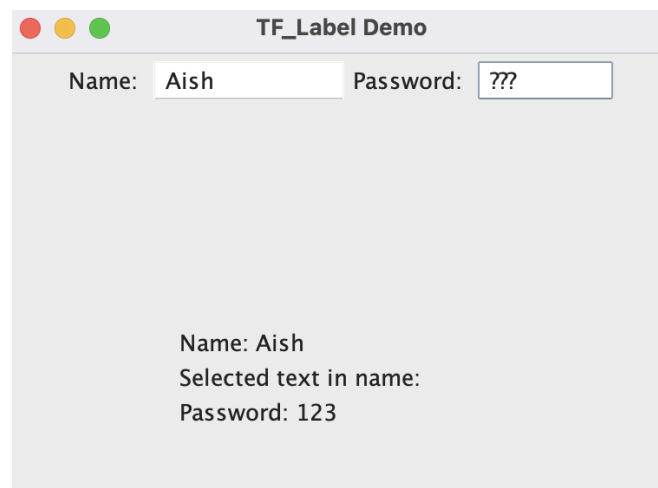 TF_Label Demo
Name: Aish Password: ???
Name: Aish
Selected text in name:
Password: 123